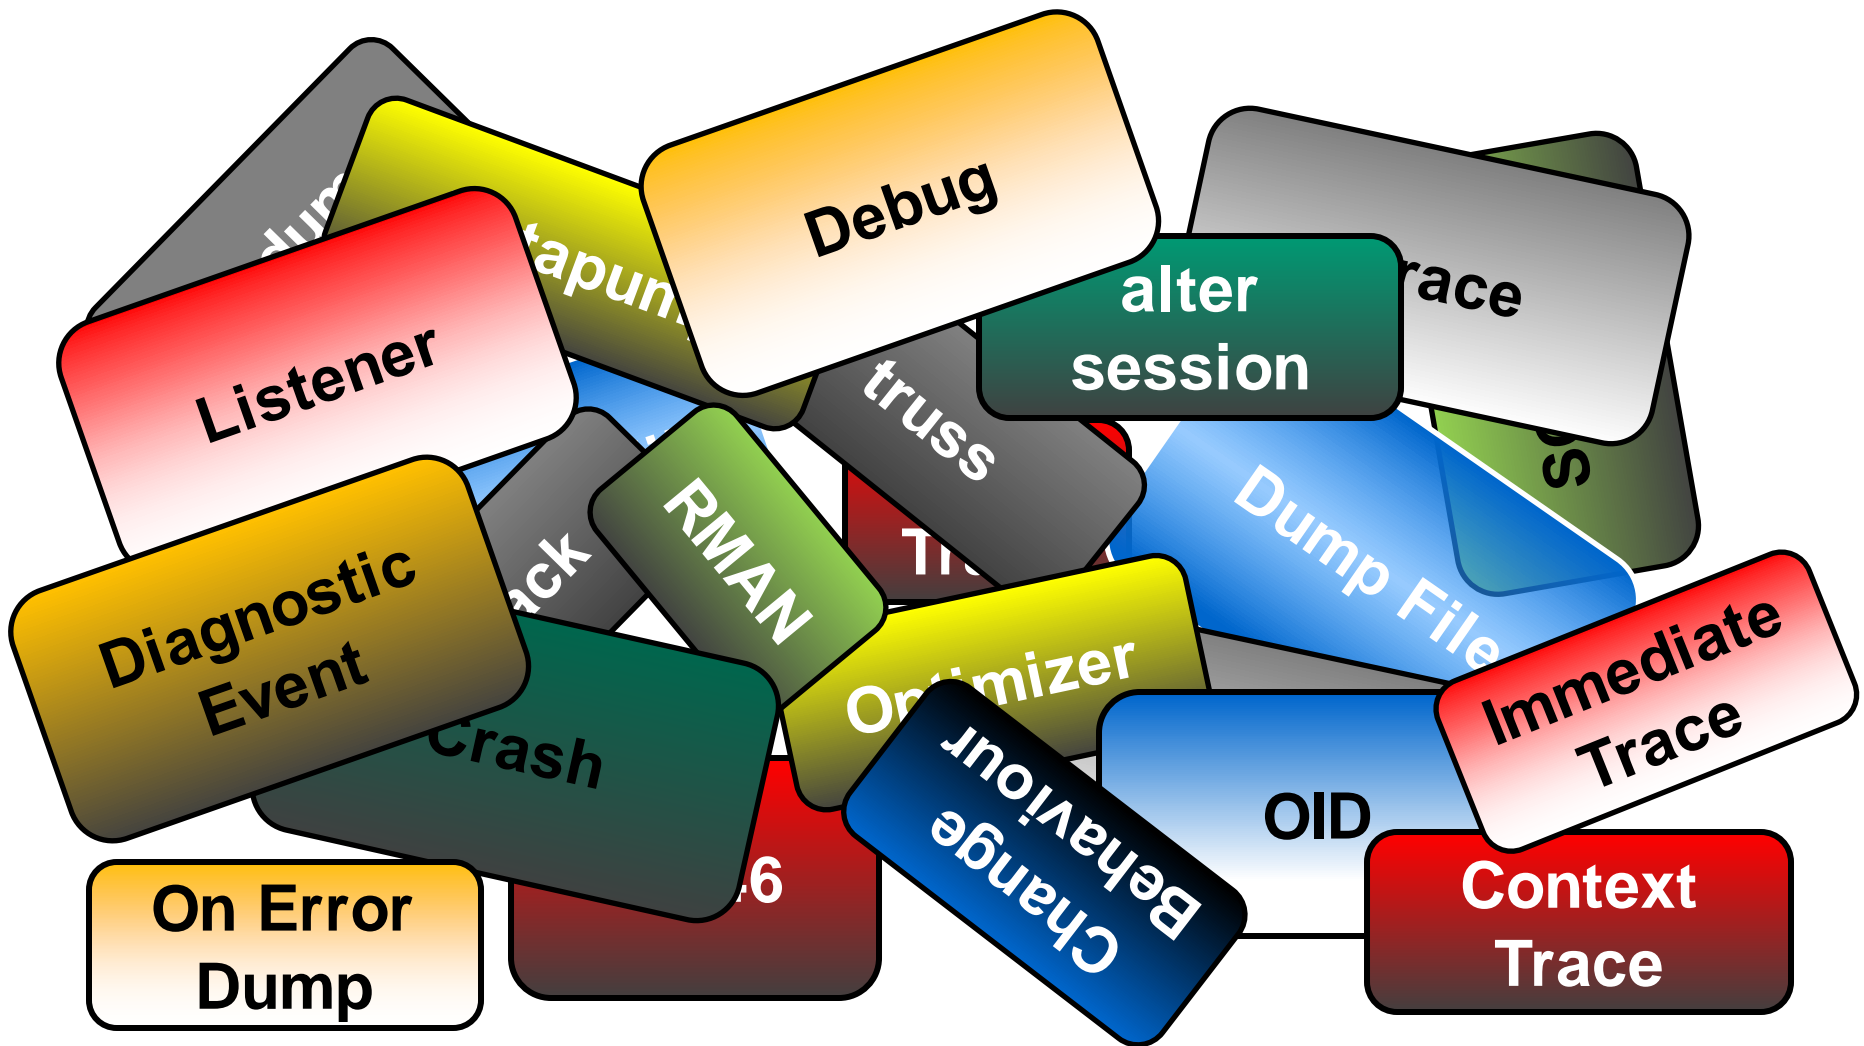 Debug
alter
session
Listener
truss
RMAN
Dump File
Diagnostic
Event
Immediate
Trace
Optimizer
Crash
Change
Behaviour
OID
On Error
Dump
Context
Trace